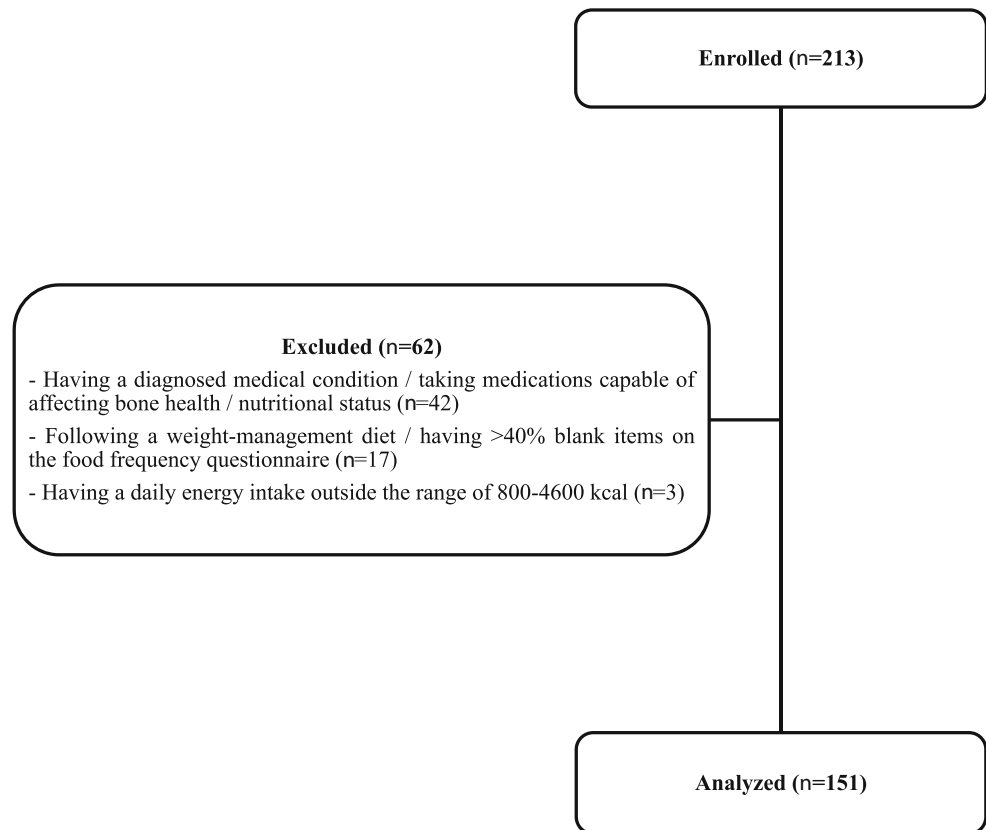 Enrolled (n=213)
Excluded (n=62)
- Having a diagnosed medical condition / taking medications capable of
affecting bone health / nutritional status (n=42)
- Following a weight-management diet / having >40% blank items on
the food frequency questionnaire (n=17)
- Having a daily energy intake outside the range of 800-4600 kcal (n=3)
Analyzed (n=151)